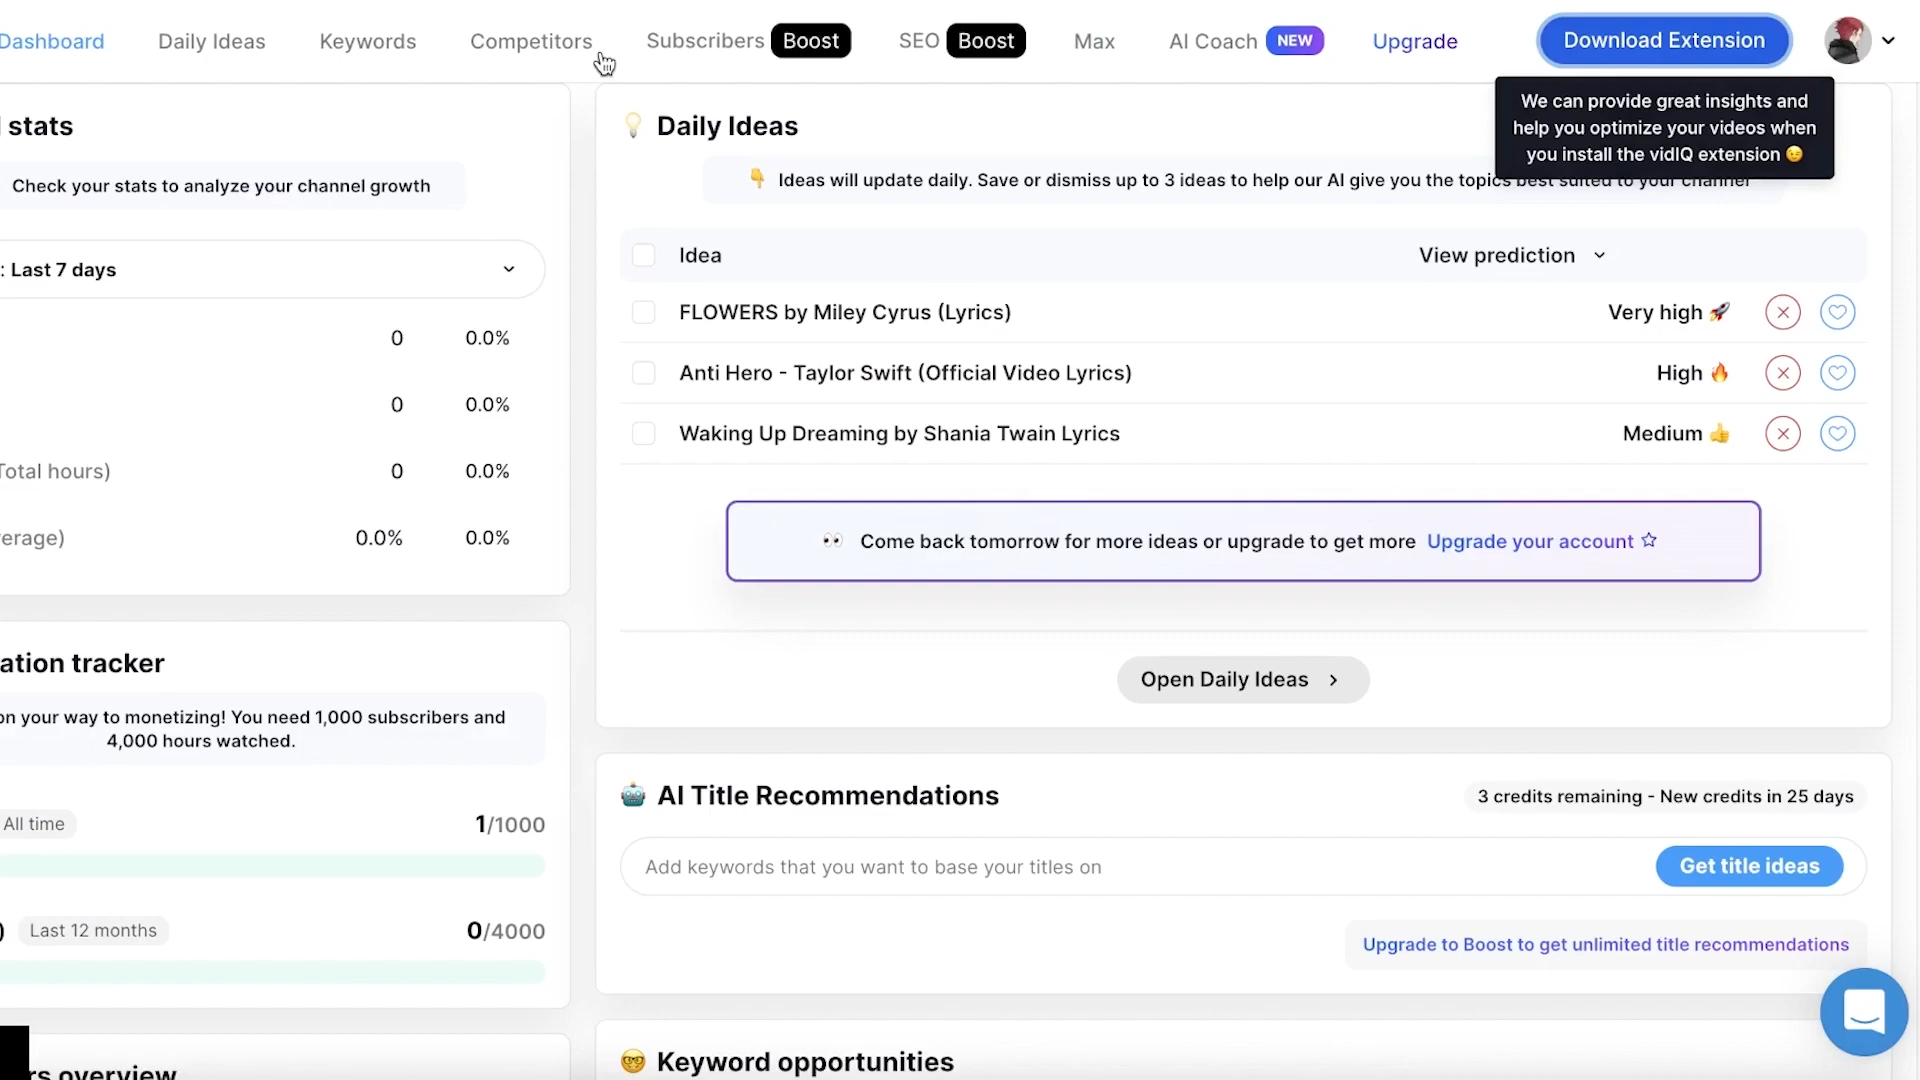 Dashboard Daily Ideas Keywords Competitors Subscribers Boost SEO Boost Max AI Coach NEW Upgrade Download Extension
We can provide great insights and
help you optimize your videos when
you install the vidIQ extension 😉
stats
Check your stats to analyze your channel growth
: Last 7 days
0 0.0%
0 0.0%
Total hours) 0 0.0%
erage) 0.0% 0.0%
💡 Daily Ideas
👇 Ideas will update daily. Save or dismiss up to 3 ideas to help our AI give you the topics best suited to your channel
Idea View prediction
FLOWERS by Miley Cyrus (Lyrics) Very high 🚀
Anti Hero - Taylor Swift (Official Video Lyrics) High 🔥
Waking Up Dreaming by Shania Twain Lyrics Medium 👍
👀 Come back tomorrow for more ideas or upgrade to get more Upgrade your account
Open Daily Ideas
ation tracker
on your way to monetizing! You need 1,000 subscribers and
4,000 hours watched.
All time 1/1000
) Last 12 months 0/4000
rs overview
🤖 AI Title Recommendations 3 credits remaining - New credits in 25 days
Add keywords that you want to base your titles on Get title ideas
Upgrade to Boost to get unlimited title recommendations
🤓 Keyword opportunities